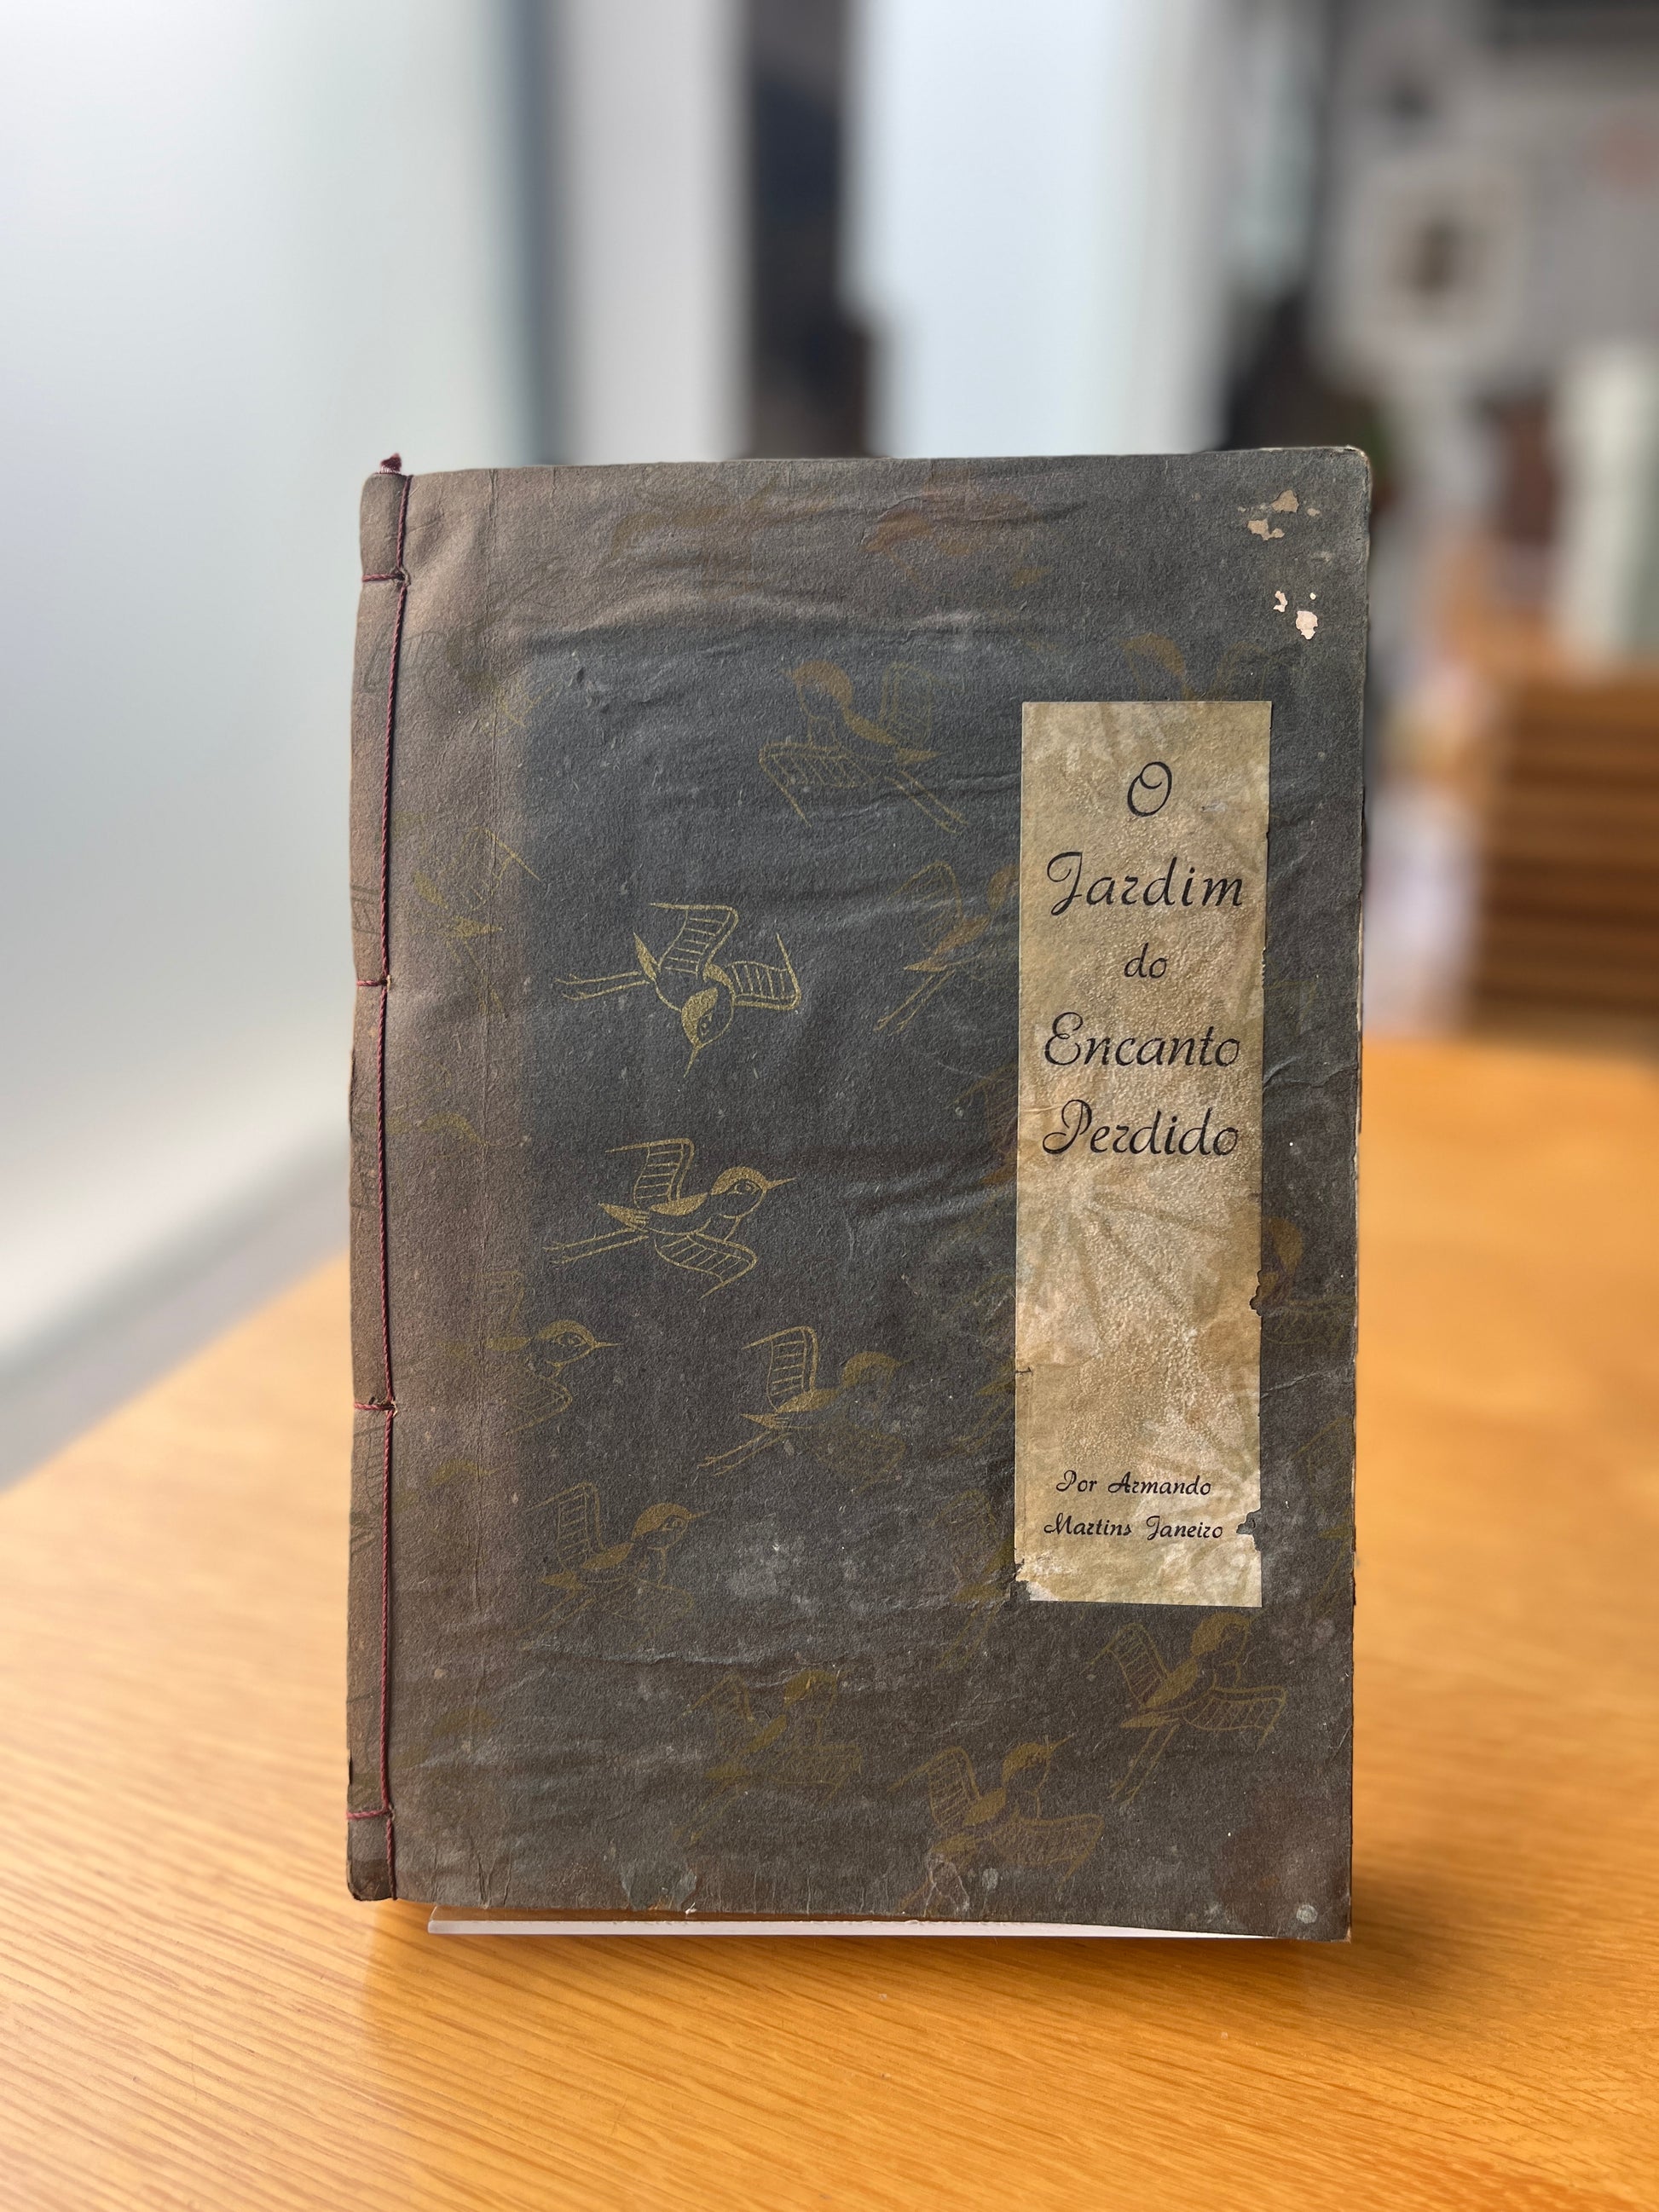 O
Jardim
do
Encanto
Perdido
Por Armando
Martins Janeiro